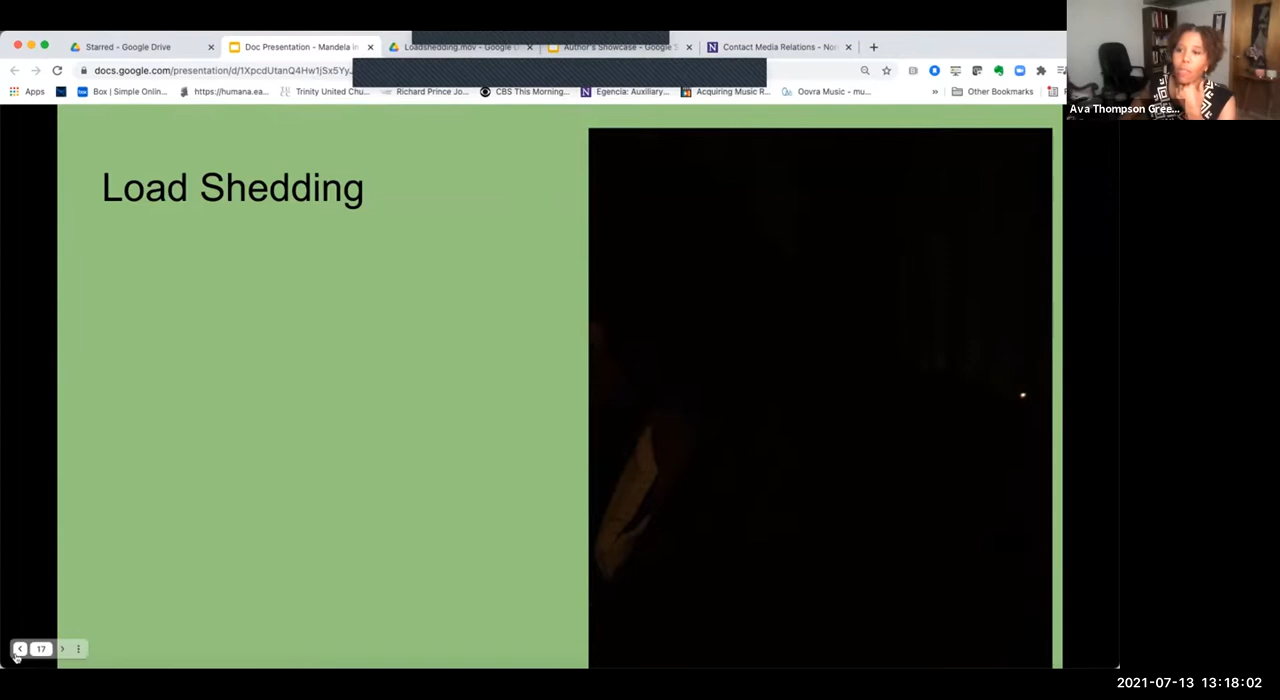 Starred - Google Drive
Doc Presentation - Mandela in
Loadshedding.mov - Google D
Author's Showcase - Google S
Contact Media Relations - Nor
docs.google.com/presentation/d/1XpcdUtanQ4Hw1jSx5Yy
Apps
Box | Simple Onlin...
https://humana.ea...
Trinity United Chu...
Richard Prince Jo...
CBS This Morning...
Egencia: Auxiliary...
Acquiring Music R...
Oovra Music - mu...
»
Other Bookmarks
Ava Thompson Gree...
Load Shedding
17
2021-07-13 13:18:02